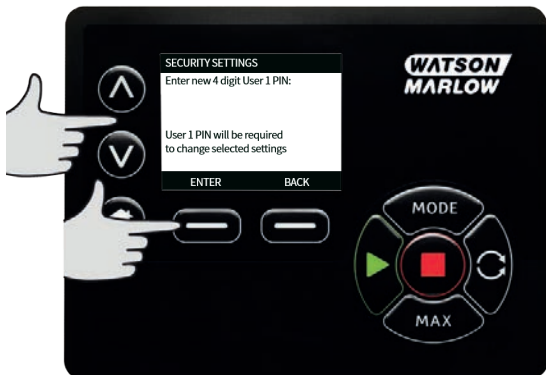 SECURITY SETTINGS
Enter new 4 digit User 1 PIN:
User 1 PIN will be required
to change selected settings
ENTER BACK
WATSON
MARLOW
MODE
MAX